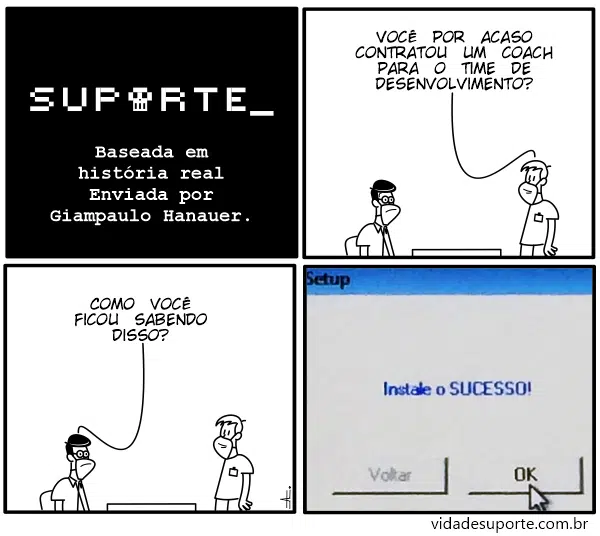 SUPORTE_
Baseada em
história real
Enviada por
Giampaulo Hanauer.
VOCÊ POR ACASO
CONTRATOU UM COACH
PARA O TIME DE
DESENVOLVIMENTO?
COMO VOCÊ
FICOU SABENDO
DISSO?
Setup
Instale o SUCESSO!
Voltar
OK
vidadesuporte.com.br